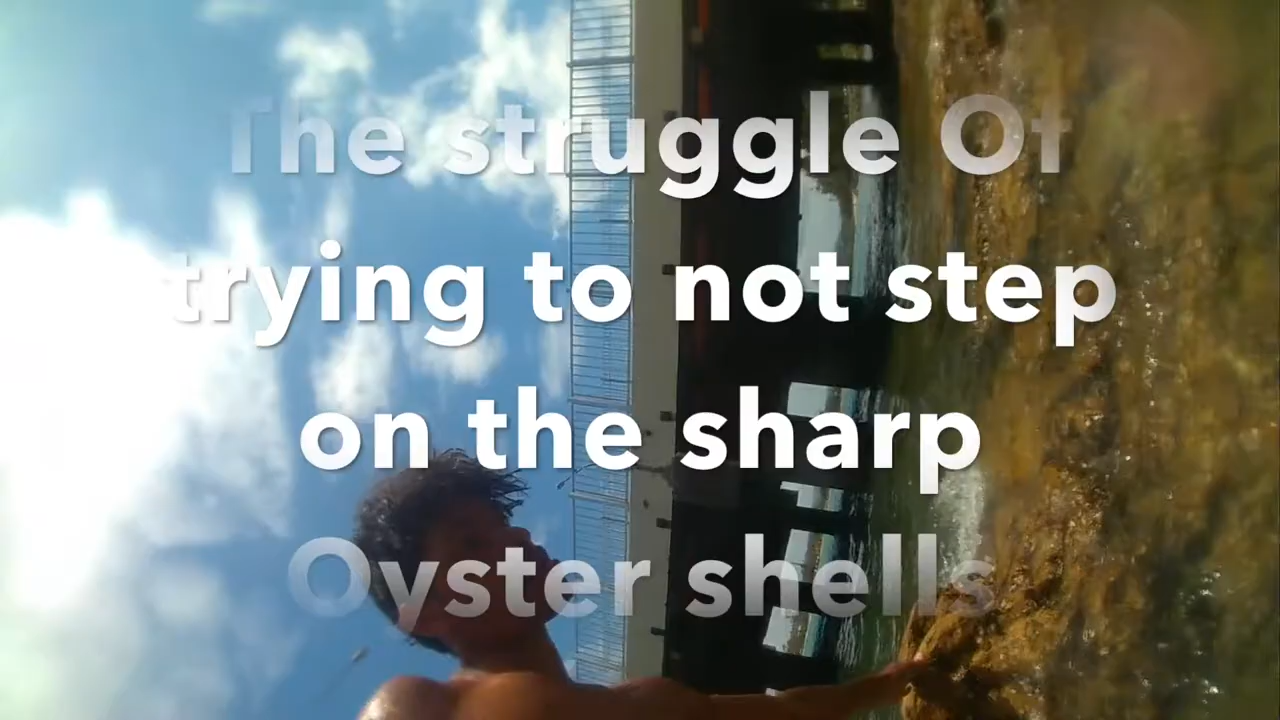 The struggle Of
trying to not step
on the sharp
Oyster shells